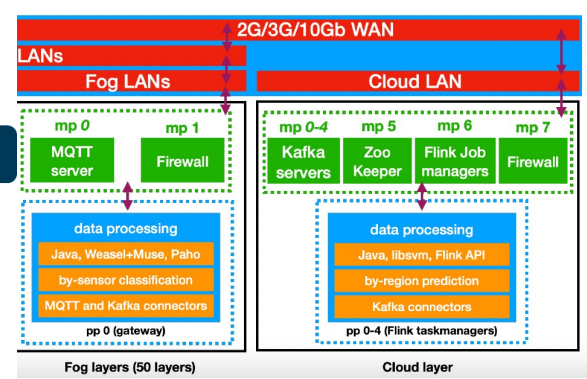 2G/3G/10Gb WAN
LANs
Fog LANs
Cloud LAN
mp 0
mp 1
MQTT
server
Firewall
data processing
Java, Weasel+Muse, Paho
by-sensor classification
MQTT and Kafka connectors
pp 0 (gateway)
Fog layers (50 layers)
mp 0-4
mp 5
mp 6
mp 7
Kafka
servers
Zoo
Keeper
Flink Job
managers
Firewall
data processing
Java, libsvm, Flink API
by-region prediction
Kafka connectors
pp 0-4 (Flink taskmanagers)
Cloud layer